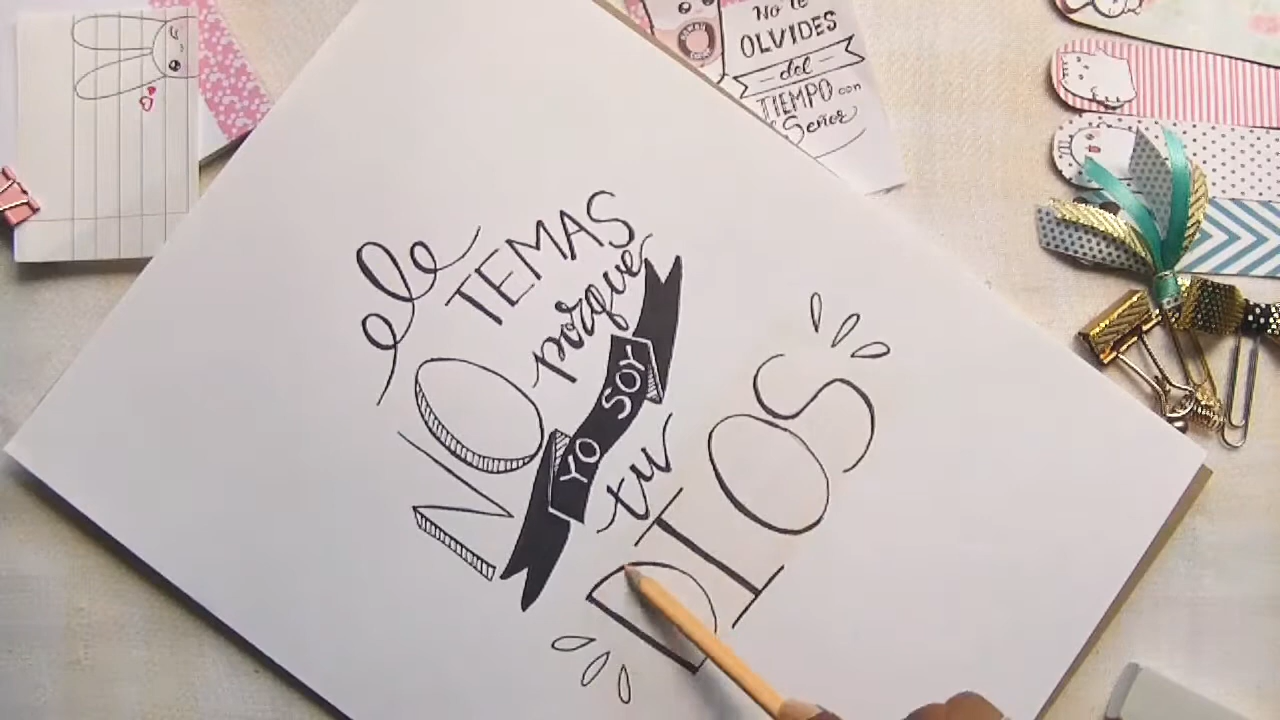 NO TEMAS
porque
YO SOY
tu
DIOS
No te
OLVIDES
del
TIEMPO con
Señor